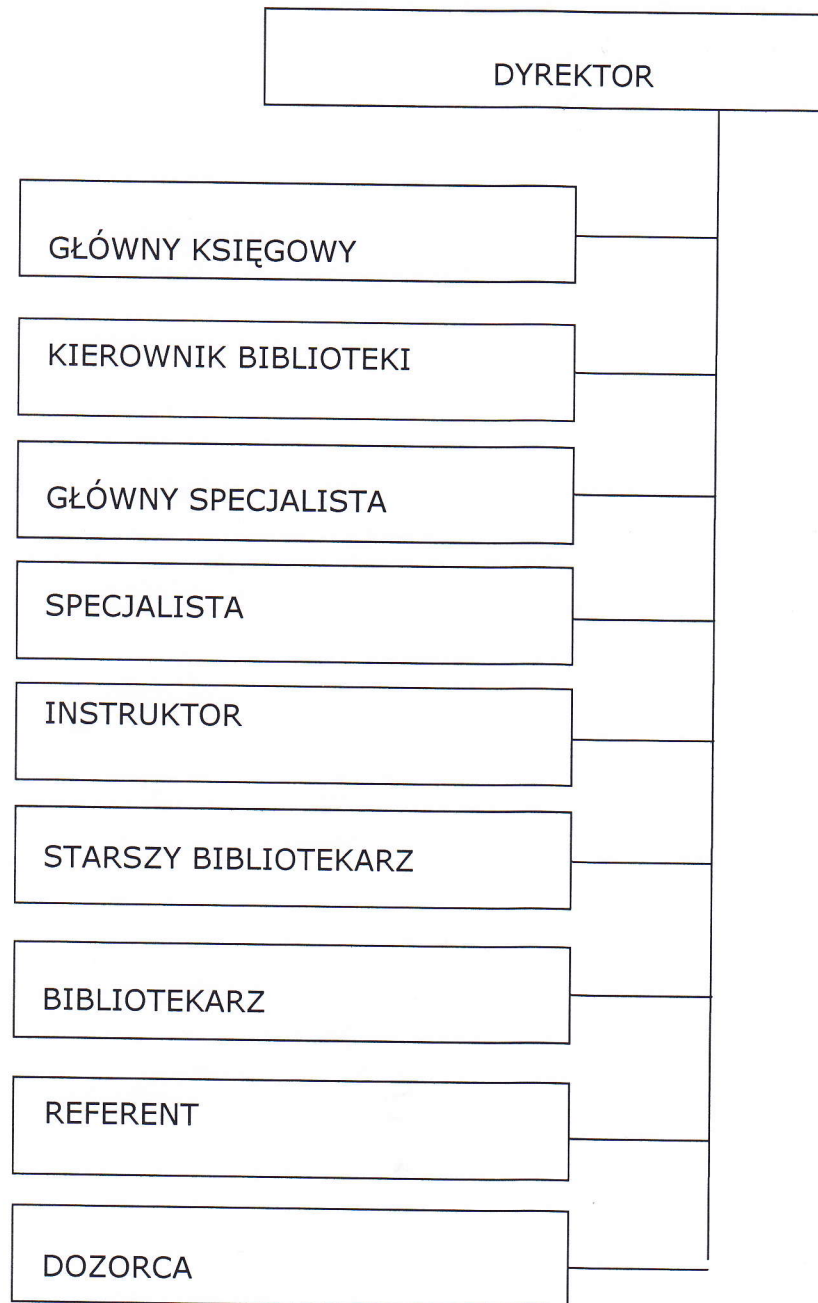 DYREKTOR
GŁÓWNY KSIĘGOWY
KIEROWNIK BIBLIOTEKI
GŁÓWNY SPECJALISTA
SPECJALISTA
INSTRUKTOR
STARSZY BIBLIOTEKARZ
BIBLIOTEKARZ
REFERENT
DOZORCA